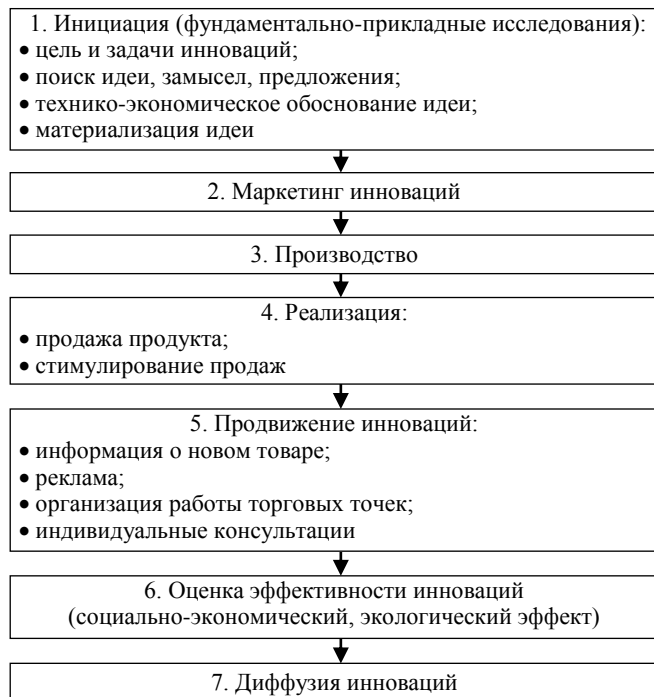 1. Инициация (фундаментально-прикладные исследования):
• цель и задачи инноваций;
• поиск идеи, замысел, предложения;
• технико-экономическое обоснование идеи;
• материализация идеи
2. Маркетинг инноваций
3. Производство
4. Реализация:
• продажа продукта;
• стимулирование продаж
5. Продвижение инноваций:
• информация о новом товаре;
• реклама;
• организация работы торговых точек;
• индивидуальные консультации
6. Оценка эффективности инноваций
(социально-экономический, экологический эффект)
7. Диффузия инноваций